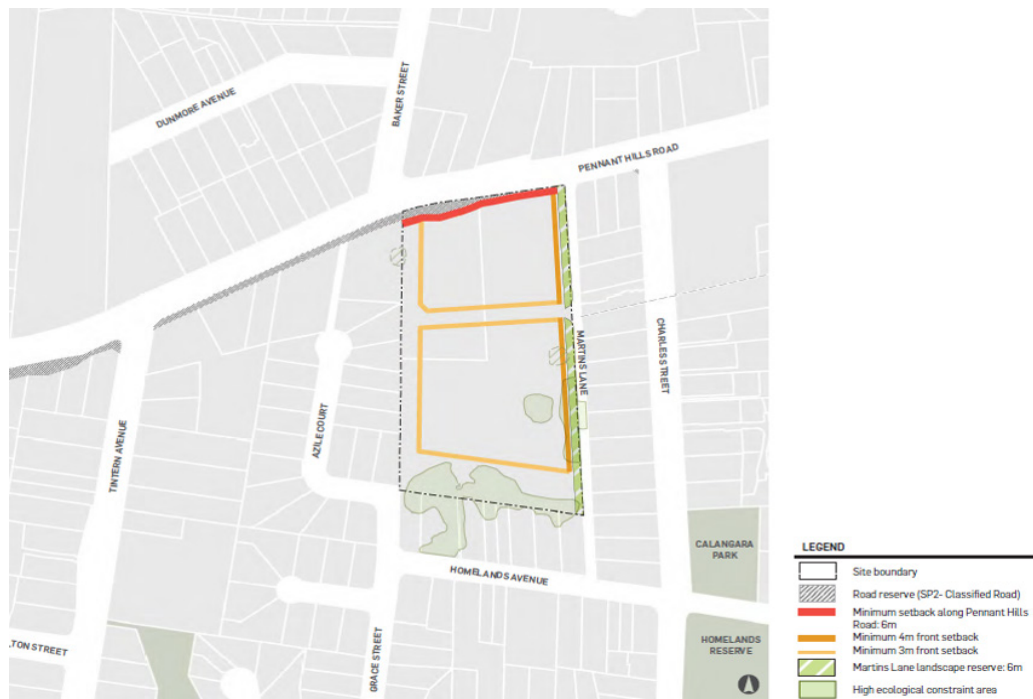 DUNMORE AVENUE
BAKER STREET
PENNANT HILLS ROAD
MARTINS LANE
CHARLES STREET
AZILE COURT
TINTERN AVENUE
CALANGARA
PARK
HOMELANDS AVENUE
HOMELANDS
RESERVE
GRACE STREET
LTON STREET
LEGEND
Site boundary
Road reserve (SP2- Classified Road)
Minimum setback along Pennant Hills
Road: 6m
Minimum 4m front setback
Minimum 3m front setback
Martins Lane landscape reserve: 6m
High ecological constraint area